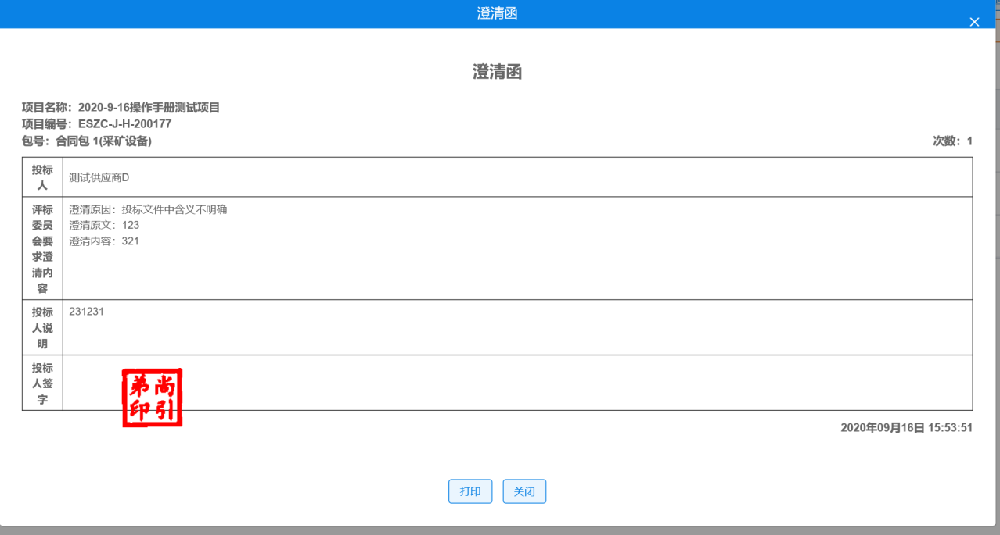 澄清函
澄清函
项目名称：2020-9-16操作手册测试项目
项目编号：ESZC-J-H-200177
包号：合同包 1(采矿设备)
次数：1
投标
人
测试供应商D
评标
委员
会要
求澄
清内
容
澄清原因：投标文件中含义不明确
澄清原文：123
澄清内容：321
投标
人说
明
231231
投标
人签
字
尚引
弟印
2020年09月16日 15:53:51
打印
关闭